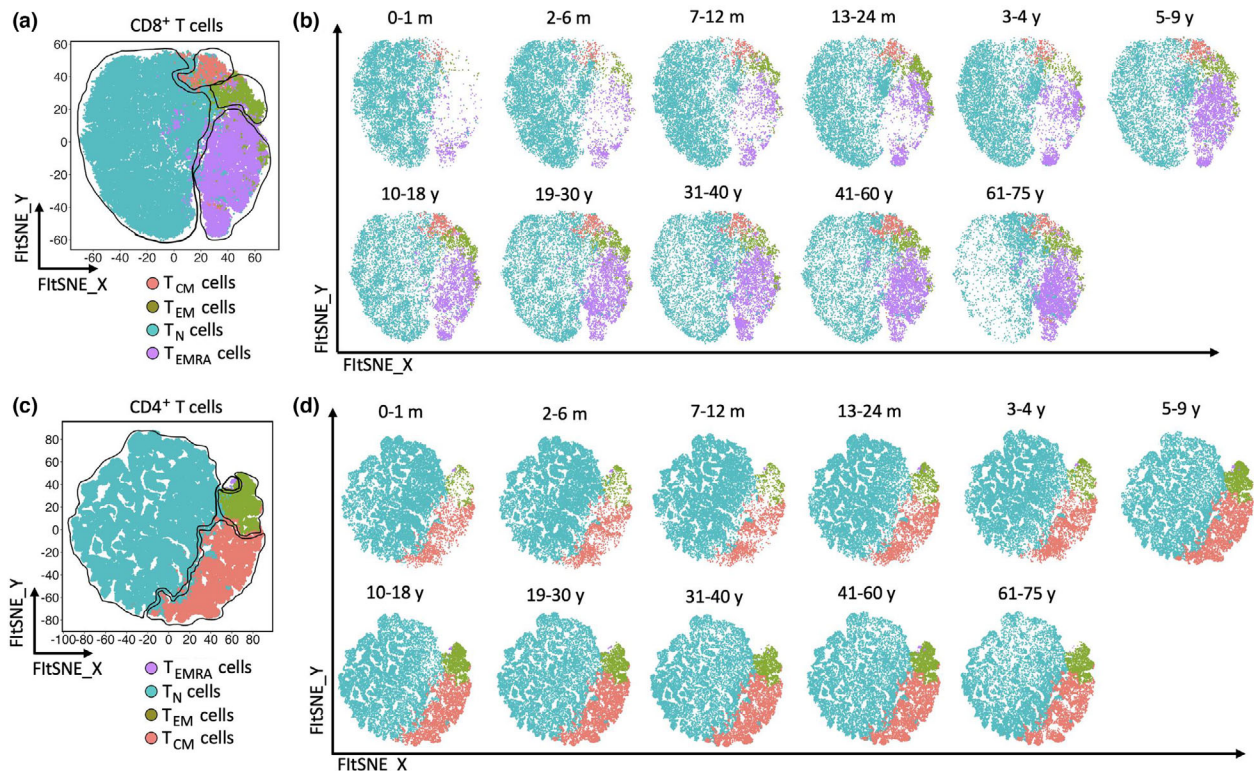 (a)
CD8+ T cells
60
40
20
0
-20
-40
-60
-60 -40 -20 0 20 40 60
FItSNE_Y
FItSNE_X
TCM cells
TEM cells
TN cells
TEMRA cells
(b)
0-1 m 2-6 m 7-12 m 13-24 m 3-4 y 5-9 y
10-18 y 19-30 y 31-40 y 41-60 y 61-75 y
FItSNE_Y
FItSNE_X
(c)
CD4+ T cells
80
60
40
20
0
-20
-40
-60
-80
-100 -80 -60 -40 -20 0 20 40 60 80
FItSNE_Y
FItSNE_X
TEMRA cells
TN cells
TEM cells
TCM cells
(d)
0-1 m 2-6 m 7-12 m 13-24 m 3-4 y 5-9 y
10-18 y 19-30 y 31-40 y 41-60 y 61-75 y
FItSNE_Y
FItSNE_X